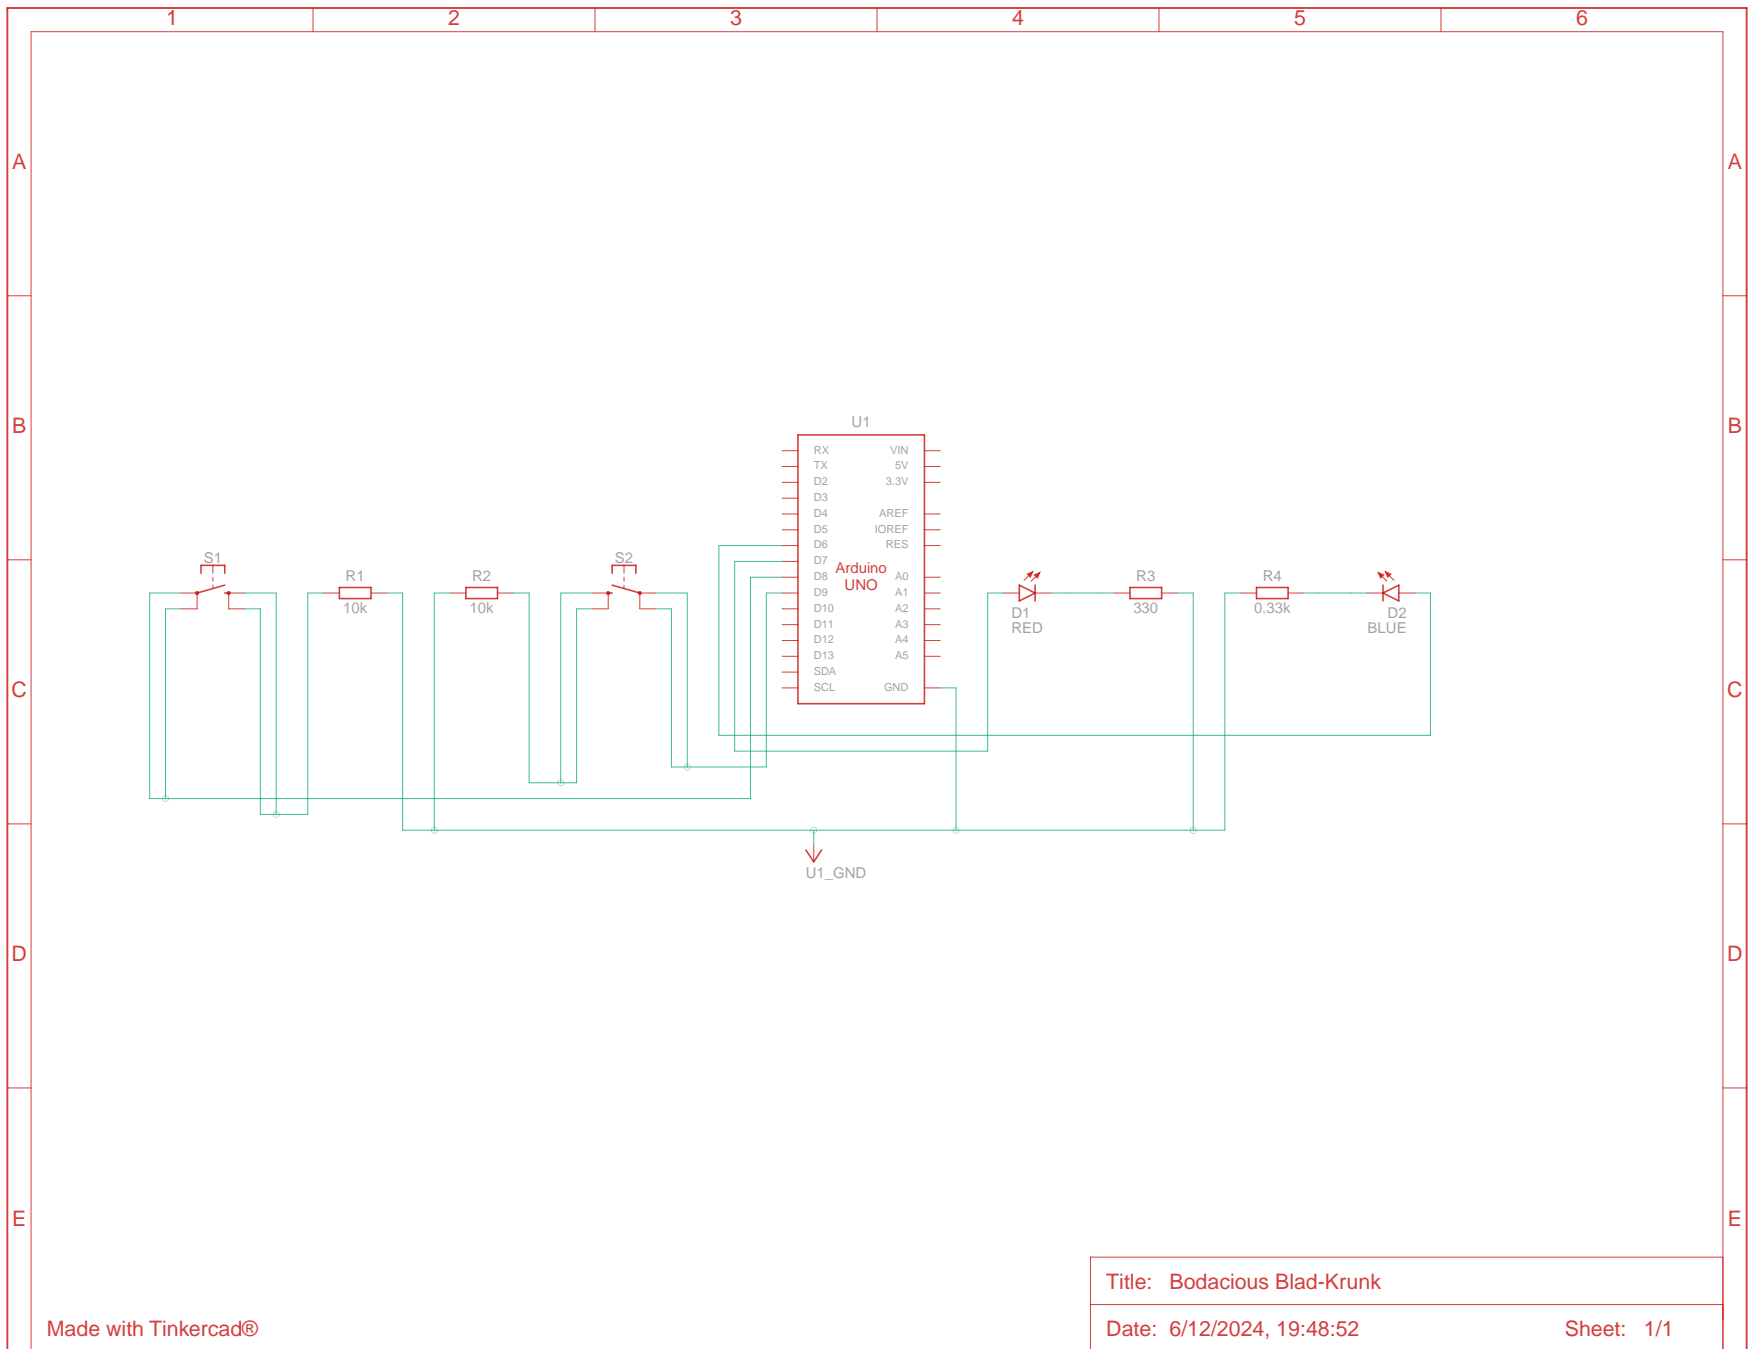 1 2 3 4 5 6
A A
B B
U1
RX VIN
TX 5V
D2 3.3V
D3
D4 AREF
D5 IOREF
D6 RES
S1 S2 D7
Arduino
D8 A0
R1 R2 R3 R4
UNO
D9 A1
10k 10k D10 A2 D1 330 0.33k D2
D11 A3 RED BLUE
D12 A4
D13 A5
SDA
C SCL GND C
U1_GND
D D
E E
Title: Bodacious Blad-Krunk
Made with Tinkercad® Date: 6/12/2024, 19:48:52 Sheet: 1/1